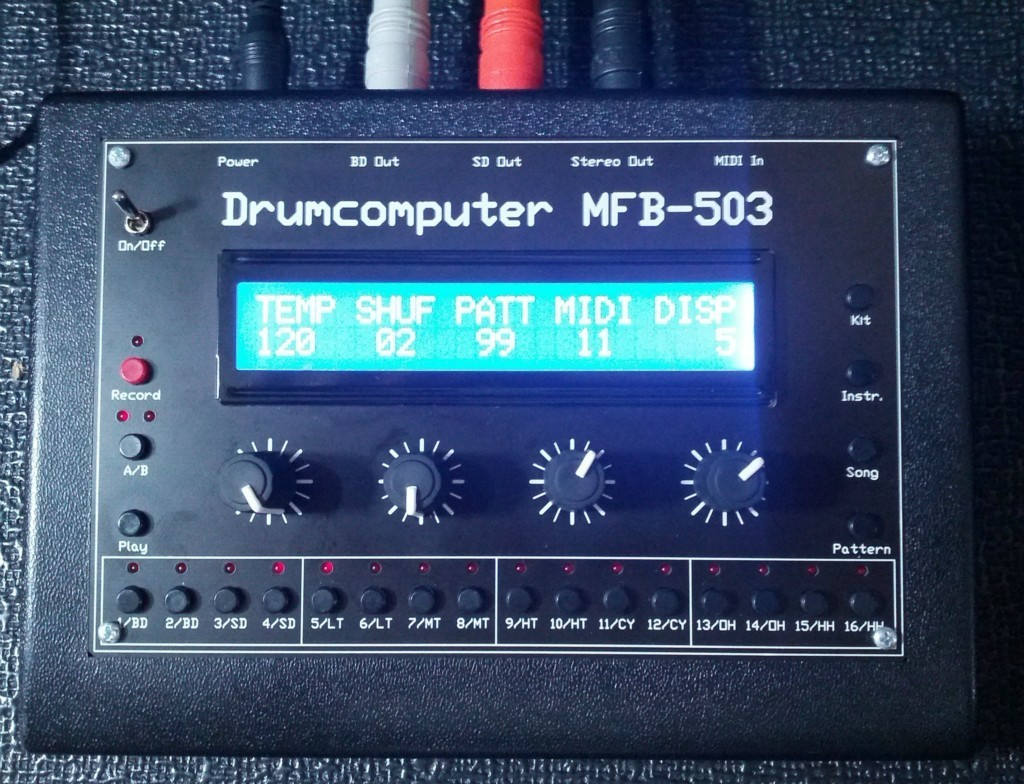 Power BD Out SD Out Stereo Out MIDI In
Drumcomputer MFB-503
On/Off
TEMP SHUF PATT MIDI DISP
120 02 99 11 5
Kit
Record
Instr.
A/B
Song
Play
Pattern
1/BD 2/BD 3/SD 4/SD 5/LT 6/LT 7/MT 8/MT 9/HT 10/HT 11/CY 12/CY 13/OH 14/OH 15/HH 16/HH